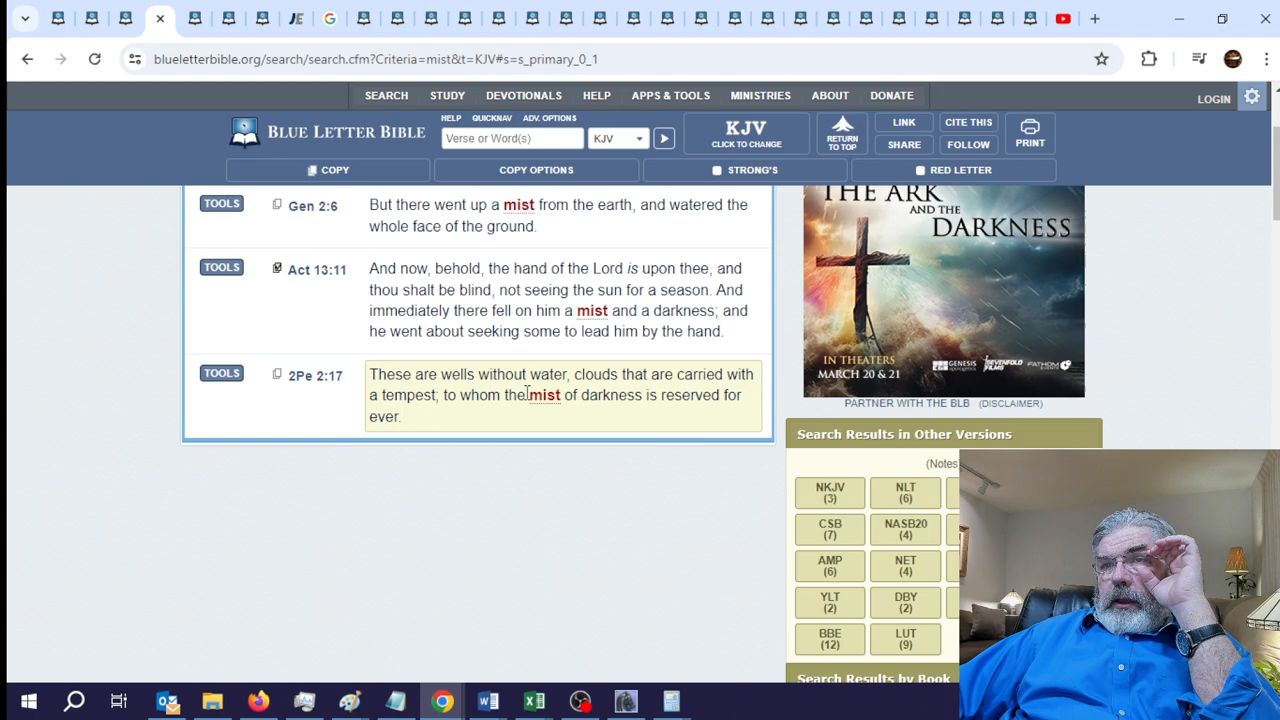 JE
blueletterbible.org/search/search.cfm?Criteria=mist&t=KJV#s=s_primary_0_1
SEARCH STUDY DEVOTIONALS HELP APPS & TOOLS MINISTRIES ABOUT DONATE LOGIN
BLUE LETTER BIBLE
HELP QUICKNAV ADV. OPTIONS
Verse or Word(s) KJV
KJV
CLICK TO CHANGE
RETURN
TO TOP
LINK CITE THIS
SHARE FOLLOW
PRINT
COPY COPY OPTIONS STRONG'S RED LETTER
TOOLS Gen 2:6 But there went up a mist from the earth, and watered the
whole face of the ground.
TOOLS Act 13:11 And now, behold, the hand of the Lord is upon thee, and
thou shalt be blind, not seeing the sun for a season. And
immediately there fell on him a mist and a darkness; and
he went about seeking some to lead him by the hand.
TOOLS 2Pe 2:17 These are wells without water, clouds that are carried with
a tempest; to whom the mist of darkness is reserved for
ever.
THE ARK
AND THE
DARKNESS
IN THEATERS
MARCH 20 & 21
GENESIS
SEVENFOLD
FILMS
FATHOM
PARTNER WITH THE BLB (DISCLAIMER)
Search Results in Other Versions
(Notes
NKJV
(3)
NLT
(6)
CSB
(7)
NASB20
(4)
AMP
(6)
NET
(4)
YLT
(2)
DBY
(2)
BBE
(12)
LUT
(9)
Search Results by Book